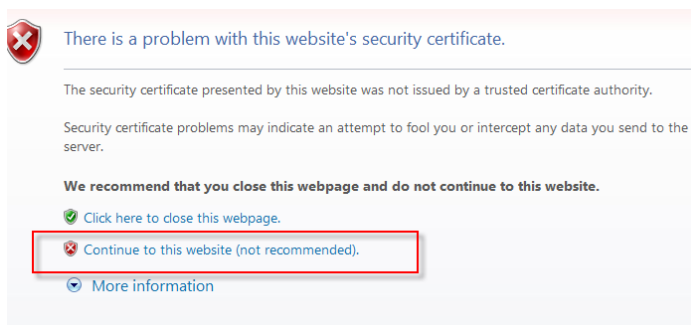 There is a problem with this website's security certificate.
The security certificate presented by this website was not issued by a trusted certificate authority.
Security certificate problems may indicate an attempt to fool you or intercept any data you send to the
server.
We recommend that you close this webpage and do not continue to this website.
Click here to close this webpage.
Continue to this website (not recommended).
More information